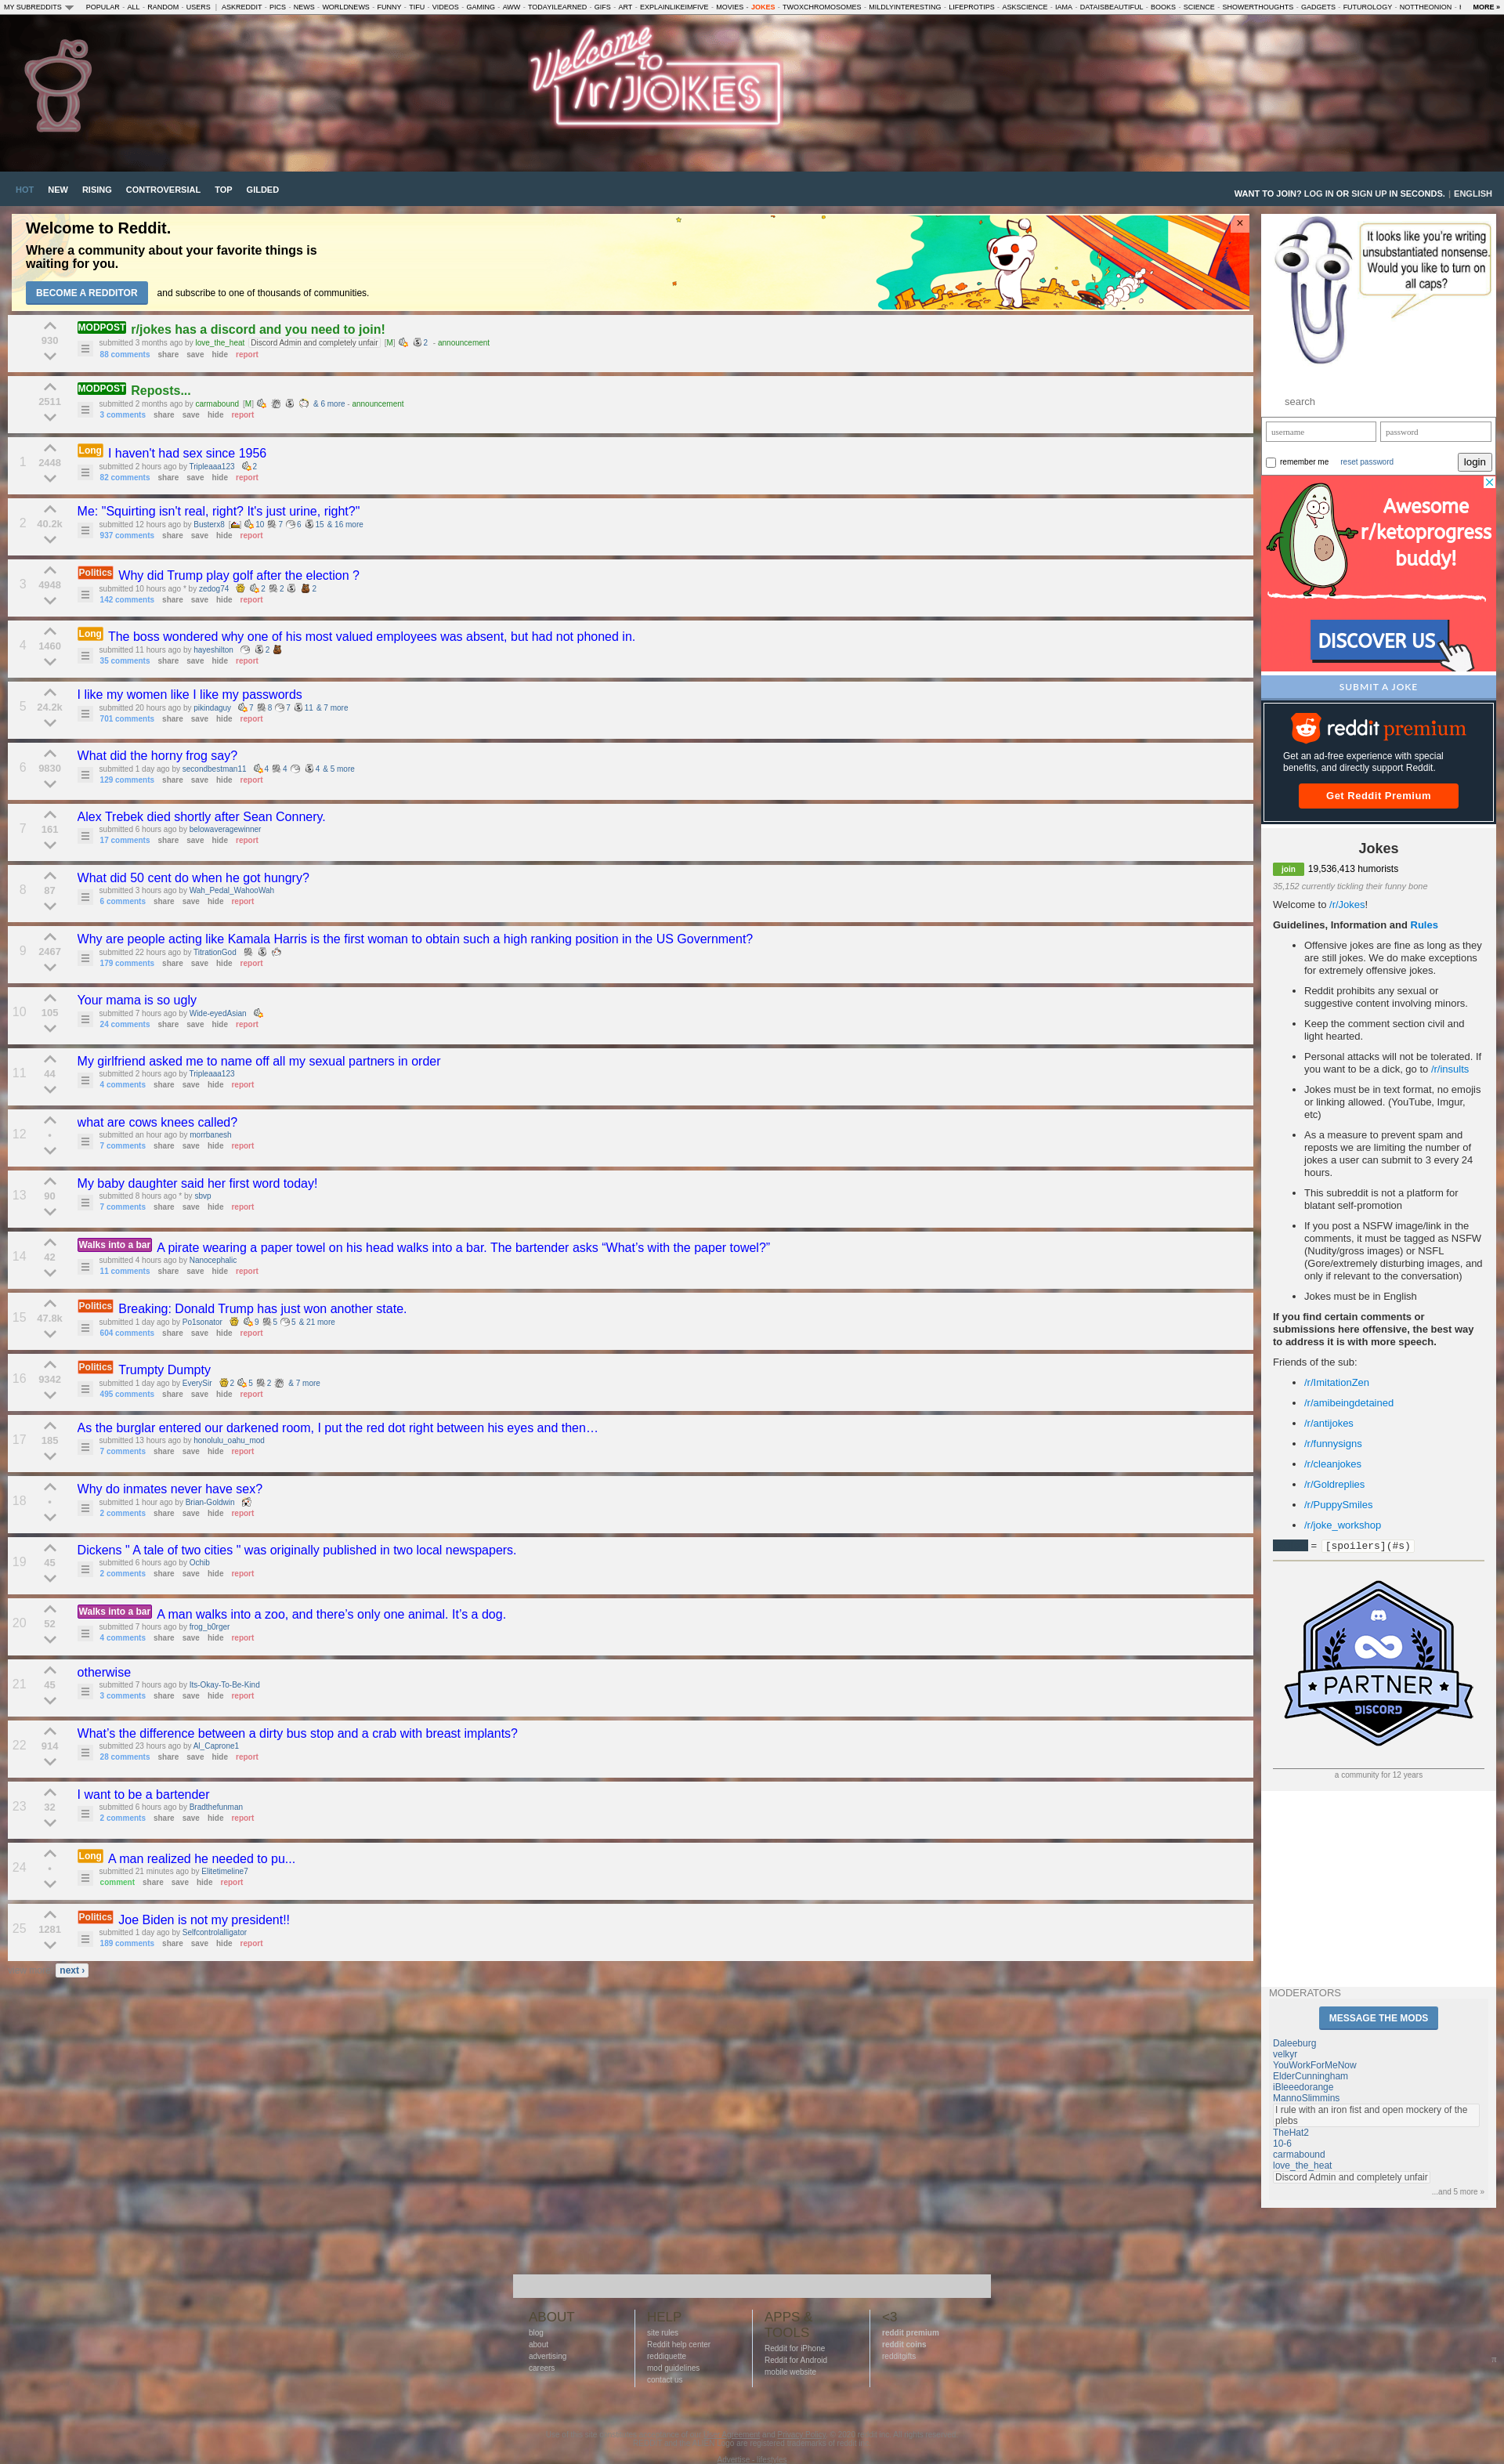 MY SUBREDDITS POPULAR - ALL - RANDOM - USERS | ASKREDDIT - PICS - NEWS - WORLDNEWS - FUNNY - TIFU - VIDEOS - GAMING - AWW - TODAYILEARNED - GIFS - ART - EXPLAINLIKEIMFIVE - MOVIES - JOKES - TWOXCHROMOSOMES - MILDLYINTERESTING - LIFEPROTIPS - ASKSCIENCE - IAMA - DATAISBEAUTIFUL - BOOKS - SCIENCE - SHOWERTHOUGHTS - GADGETS - FUTUROLOGY - NOTTHEONION - MORE »
Welcome
to
/r/JOKES
HOT NEW RISING CONTROVERSIAL TOP GILDED
WANT TO JOIN? LOG IN OR SIGN UP IN SECONDS. | ENGLISH
Welcome to Reddit.
Where a community about your favorite things is
waiting for you.
BECOME A REDDITOR and subscribe to one of thousands of communities.
930
MODPOST r/jokes has a discord and you need to join!
submitted 3 months ago by love_the_heat Discord Admin and completely unfair [M] 2 - announcement
88 comments share save hide report
2511
MODPOST Reposts...
submitted 2 months ago by carmabound [M] & 6 more - announcement
3 comments share save hide report
1 2448
Long I haven't had sex since 1956
submitted 2 hours ago by Tripleaaa123 2
82 comments share save hide report
2 40.2k
Me: "Squirting isn't real, right? It's just urine, right?"
submitted 12 hours ago by Busterx8 [] 10 7 6 15 & 16 more
937 comments share save hide report
3 4948
Politics Why did Trump play golf after the election ?
submitted 10 hours ago * by zedog74 2 2 2
142 comments share save hide report
4 1460
Long The boss wondered why one of his most valued employees was absent, but had not phoned in.
submitted 11 hours ago by hayeshilton 2
35 comments share save hide report
5 24.2k
I like my women like I like my passwords
submitted 20 hours ago by pikindaguy 7 8 7 11 & 7 more
701 comments share save hide report
6 9830
What did the horny frog say?
submitted 1 day ago by secondbestman11 4 4 4 & 5 more
129 comments share save hide report
7 161
Alex Trebek died shortly after Sean Connery.
submitted 6 hours ago by belowaveragewinner
17 comments share save hide report
8 87
What did 50 cent do when he got hungry?
submitted 3 hours ago by Wah_Pedal_WahooWah
6 comments share save hide report
9 2467
Why are people acting like Kamala Harris is the first woman to obtain such a high ranking position in the US Government?
submitted 22 hours ago by TitrationGod
179 comments share save hide report
10 105
Your mama is so ugly
submitted 7 hours ago by Wide-eyedAsian
24 comments share save hide report
11 44
My girlfriend asked me to name off all my sexual partners in order
submitted 2 hours ago by Tripleaaa123
4 comments share save hide report
12 •
what are cows knees called?
submitted an hour ago by morrbanesh
7 comments share save hide report
13 90
My baby daughter said her first word today!
submitted 8 hours ago * by sbvp
7 comments share save hide report
14 42
Walks into a bar A pirate wearing a paper towel on his head walks into a bar. The bartender asks “What’s with the paper towel?”
submitted 4 hours ago by Nanocephalic
11 comments share save hide report
15 47.8k
Politics Breaking: Donald Trump has just won another state.
submitted 1 day ago by Po1sonator 9 5 5 & 21 more
604 comments share save hide report
16 9342
Politics Trumpty Dumpty
submitted 1 day ago by EverySir 2 5 2 & 7 more
495 comments share save hide report
17 185
As the burglar entered our darkened room, I put the red dot right between his eyes and then…
submitted 13 hours ago by honolulu_oahu_mod
7 comments share save hide report
18 •
Why do inmates never have sex?
submitted 1 hour ago by Brian-Goldwin
2 comments share save hide report
19 45
Dickens " A tale of two cities " was originally published in two local newspapers.
submitted 6 hours ago by Ochib
2 comments share save hide report
20 52
Walks into a bar A man walks into a zoo, and there’s only one animal. It’s a dog.
submitted 7 hours ago by frog_b0rger
4 comments share save hide report
21 45
otherwise
submitted 7 hours ago by Its-Okay-To-Be-Kind
3 comments share save hide report
22 914
What’s the difference between a dirty bus stop and a crab with breast implants?
submitted 23 hours ago by Al_Caprone1
28 comments share save hide report
23 32
I want to be a bartender
submitted 6 hours ago by Bradthefunman
2 comments share save hide report
24 •
Long A man realized he needed to pu...
submitted 21 minutes ago by Elitetimeline7
comment share save hide report
25 1281
Politics Joe Biden is not my president!!
submitted 1 day ago by Selfcontrolalligator
189 comments share save hide report
next ›
It looks like you’re writing
unsubstantiated nonsense.
Would you like to turn on
all caps?
search
username password
remember me reset password login
Awesome
r/ketoprogress
buddy!
DISCOVER US
SUBMIT A JOKE
reddit premium
Get an ad-free experience with special
benefits, and directly support Reddit.
Get Reddit Premium
Jokes
join 19,536,413 humorists
35,152 currently tickling their funny bone
Welcome to /r/Jokes!
Guidelines, Information and Rules
• Offensive jokes are fine as long as they
are still jokes. We do make exceptions
for extremely offensive jokes.
• Reddit prohibits any sexual or
suggestive content involving minors.
• Keep the comment section civil and
light hearted.
• Personal attacks will not be tolerated. If
you want to be a dick, go to /r/insults
• Jokes must be in text format, no emojis
or linking allowed. (YouTube, Imgur,
etc)
• As a measure to prevent spam and
reposts we are limiting the number of
jokes a user can submit to 3 every 24
hours.
• This subreddit is not a platform for
blatant self-promotion
• If you post a NSFW image/link in the
comments, it must be tagged as NSFW
(Nudity/gross images) or NSFL
(Gore/extremely disturbing images, and
only if relevant to the conversation)
• Jokes must be in English
If you find certain comments or
submissions here offensive, the best way
to address it is with more speech.
Friends of the sub:
• /r/ImitationZen
• /r/amibeingdetained
• /r/antijokes
• /r/funnysigns
• /r/cleanjokes
• /r/Goldreplies
• /r/PuppySmiles
• /r/joke_workshop
= [spoilers](#s)
PARTNER
DISCORD
a community for 12 years
MODERATORS
MESSAGE THE MODS
Daleeburg
velkyr
YouWorkForMeNow
ElderCunningham
iBleeedorange
MannoSlimmins
I rule with an iron fist and open mockery of the
plebs
TheHat2
10-6
carmabound
love_the_heat
Discord Admin and completely unfair
...and 5 more »
ABOUT
blog
about
advertising
careers
HELP
site rules
Reddit help center
reddiquette
mod guidelines
contact us
APPS &
TOOLS
Reddit for iPhone
Reddit for Android
mobile website
<3
reddit premium
reddit coins
redditgifts
π